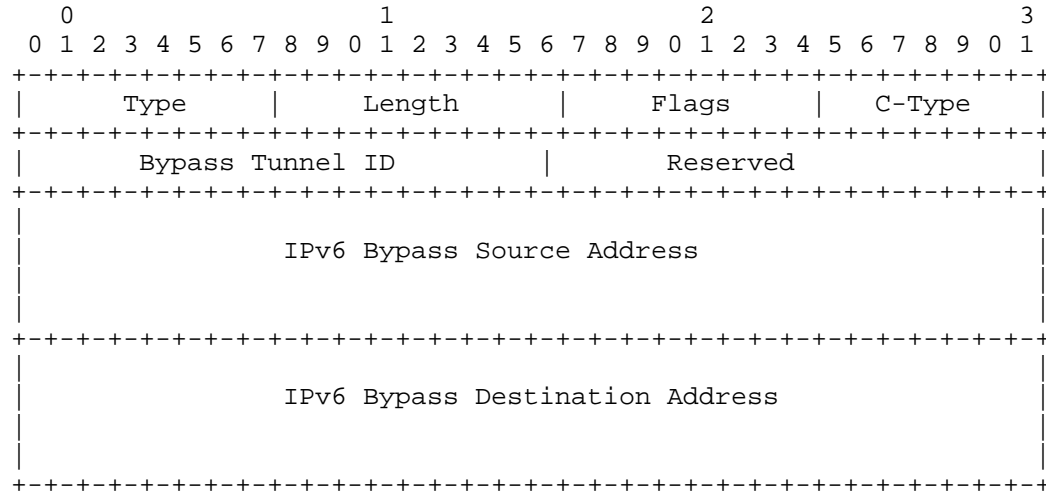 0                   1                   2                   3
0 1 2 3 4 5 6 7 8 9 0 1 2 3 4 5 6 7 8 9 0 1 2 3 4 5 6 7 8 9 0 1
+-+-+-+-+-+-+-+-+-+-+-+-+-+-+-+-+-+-+-+-+-+-+-+-+-+-+-+-+-+-+-+-+
|      Type     |     Length      |     Flags     |   C-Type    |
+-+-+-+-+-+-+-+-+-+-+-+-+-+-+-+-+-+-+-+-+-+-+-+-+-+-+-+-+-+-+-+-+
|       Bypass Tunnel ID         |       Reserved               |
+-+-+-+-+-+-+-+-+-+-+-+-+-+-+-+-+-+-+-+-+-+-+-+-+-+-+-+-+-+-+-+-+
|                                                               |
|                IPv6 Bypass Source Address                     |
|                                                               |
|                                                               |
+-+-+-+-+-+-+-+-+-+-+-+-+-+-+-+-+-+-+-+-+-+-+-+-+-+-+-+-+-+-+-+-+
|                                                               |
|                IPv6 Bypass Destination Address                |
|                                                               |
|                                                               |
+-+-+-+-+-+-+-+-+-+-+-+-+-+-+-+-+-+-+-+-+-+-+-+-+-+-+-+-+-+-+-+-+